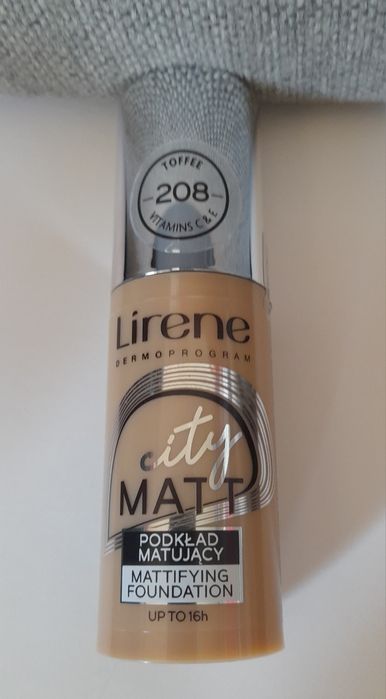 TOFFEE
208
VITAMINS C & E
Lirene
DERMOPROGRAM
city
MATT
PODKŁAD
MATUJĄCY
MATTIFYING
FOUNDATION
UP TO 16h